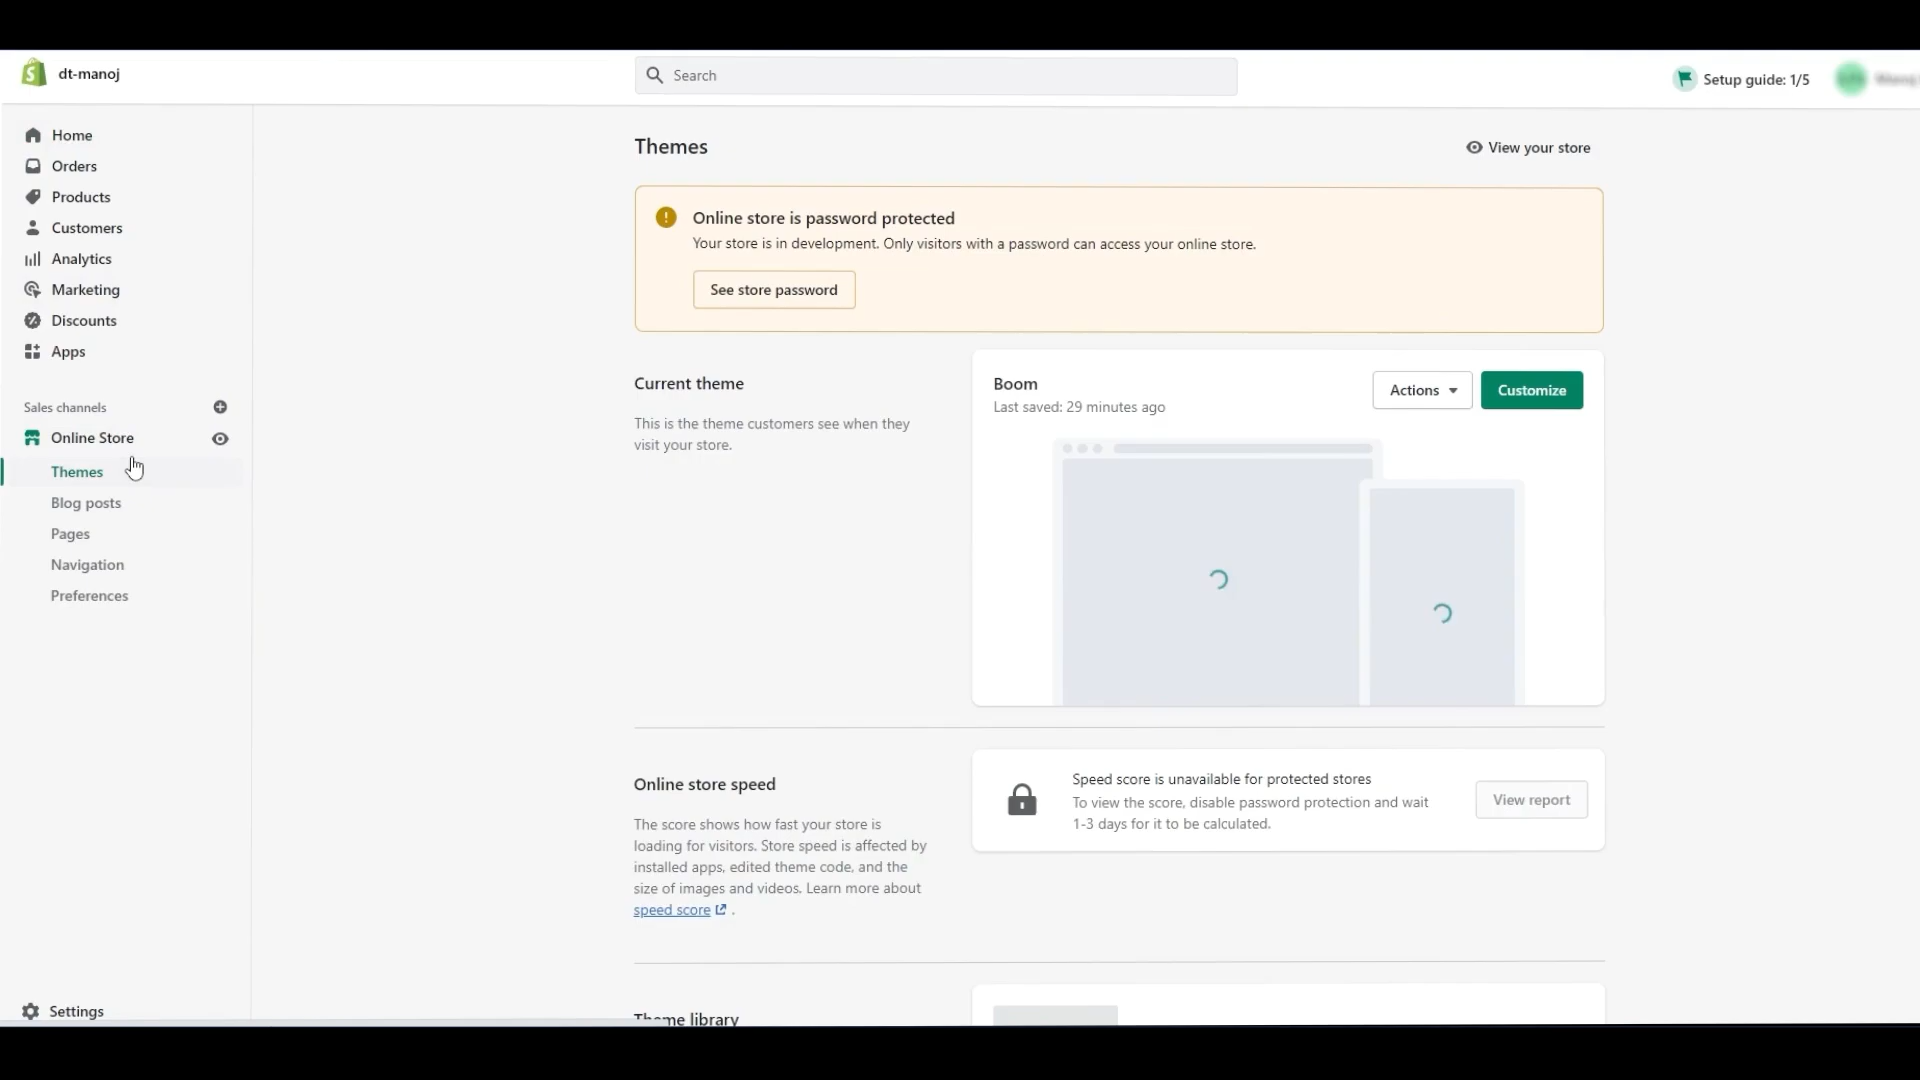 dt-manoj
Search
Setup guide: 1/5
Home
Orders
Products
Customers
Analytics
Marketing
Discounts
Apps
Sales channels
Online Store
Themes
Blog posts
Pages
Navigation
Preferences
Settings
Themes
View your store
Online store is password protected
Your store is in development. Only visitors with a password can access your online store.
See store password
Current theme
This is the theme customers see when they
visit your store.
Boom
Last saved: 29 minutes ago
Actions
Customize
Online store speed
The score shows how fast your store is
loading for visitors. Store speed is affected by
installed apps, edited theme code, and the
size of images and videos. Learn more about
speed score .
Speed score is unavailable for protected stores
To view the score, disable password protection and wait
1-3 days for it to be calculated.
View report
Theme library